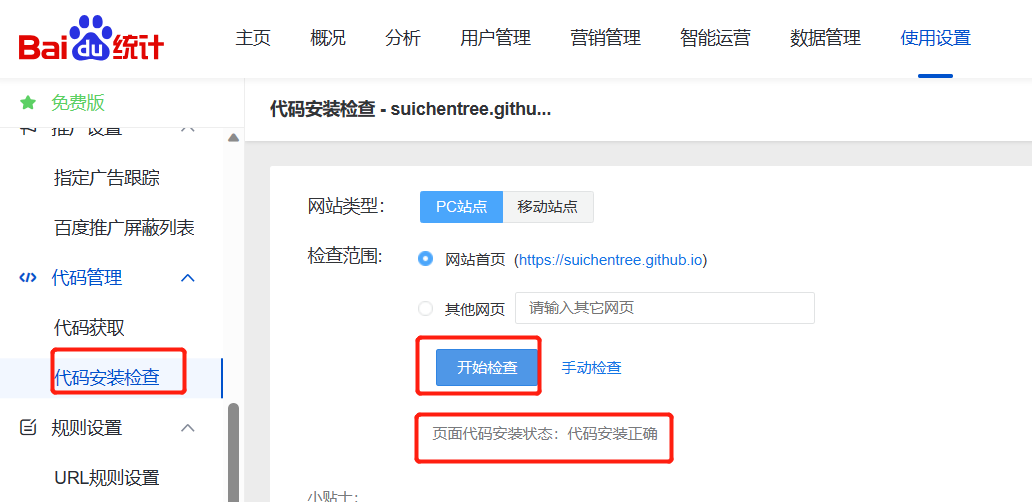 Bai du 统计 主页 概况 分析 用户管理 营销管理 智能运营 数据管理 使用设置
免费版
代码安装检查 - suichentree.githu...
推广设置
指定广告跟踪
百度推广屏蔽列表
代码管理
代码获取
代码安装检查
规则设置
URL规则设置
网站类型： PC站点 移动站点
检查范围: 网站首页 (https://suichentree.github.io)
其他网页 请输入其它网页
开始检查 手动检查
页面代码安装状态：代码安装正确
小贴士：